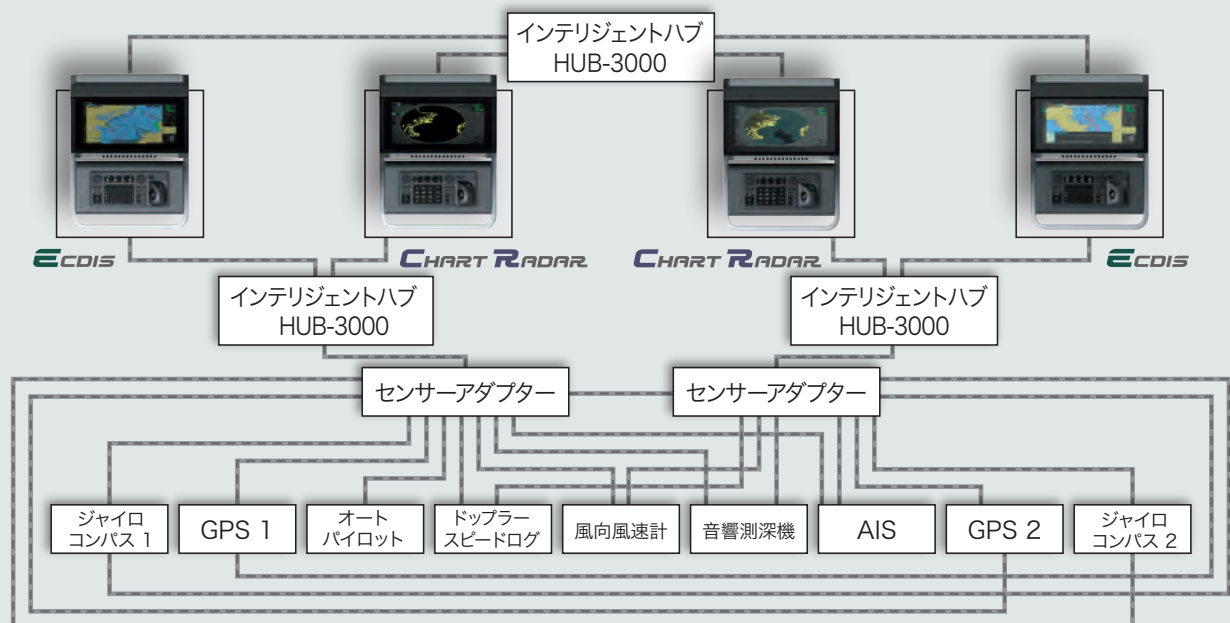 インテリジェントハブ
HUB-3000
ECDIS
CHART RADAR
CHART RADAR
ECDIS
インテリジェントハブ
HUB-3000
インテリジェントハブ
HUB-3000
センサーアダプター
センサーアダプター
ジャイロ
コンパス 1
GPS 1
オート
パイロット
ドップラー
スピードログ
風向風速計
音響測深機
AIS
GPS 2
ジャイロ
コンパス 2